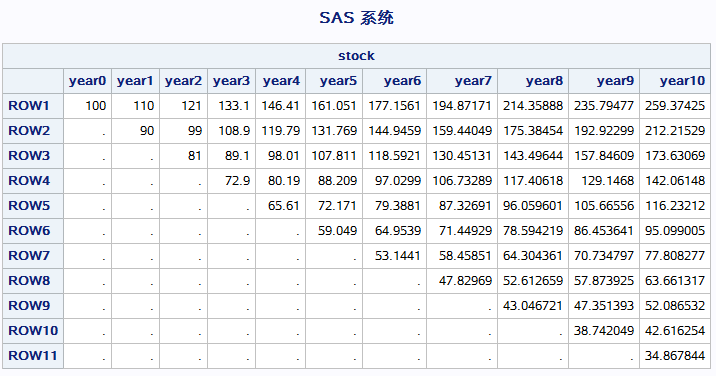 SAS 系统
stock
year0 year1 year2 year3 year4 year5 year6 year7 year8 year9 year10
ROW1 100 110 121 133.1 146.41 161.051 177.1561 194.87171 214.35888 235.79477 259.37425
ROW2 . 90 99 108.9 119.79 131.769 144.9459 159.44049 175.38454 192.92299 212.21529
ROW3 . . 81 89.1 98.01 107.811 118.5921 130.45131 143.49644 157.84609 173.63069
ROW4 . . . 72.9 80.19 88.209 97.0299 106.73289 117.40618 129.1468 142.06148
ROW5 . . . . 65.61 72.171 79.3881 87.32691 96.059601 105.66556 116.23212
ROW6 . . . . . 59.049 64.9539 71.44929 78.594219 86.453641 95.099005
ROW7 . . . . . . 53.1441 58.45851 64.304361 70.734797 77.808277
ROW8 . . . . . . . 47.82969 52.612659 57.873925 63.661317
ROW9 . . . . . . . . 43.046721 47.351393 52.086532
ROW10 . . . . . . . . . 38.742049 42.616254
ROW11 . . . . . . . . . . 34.867844